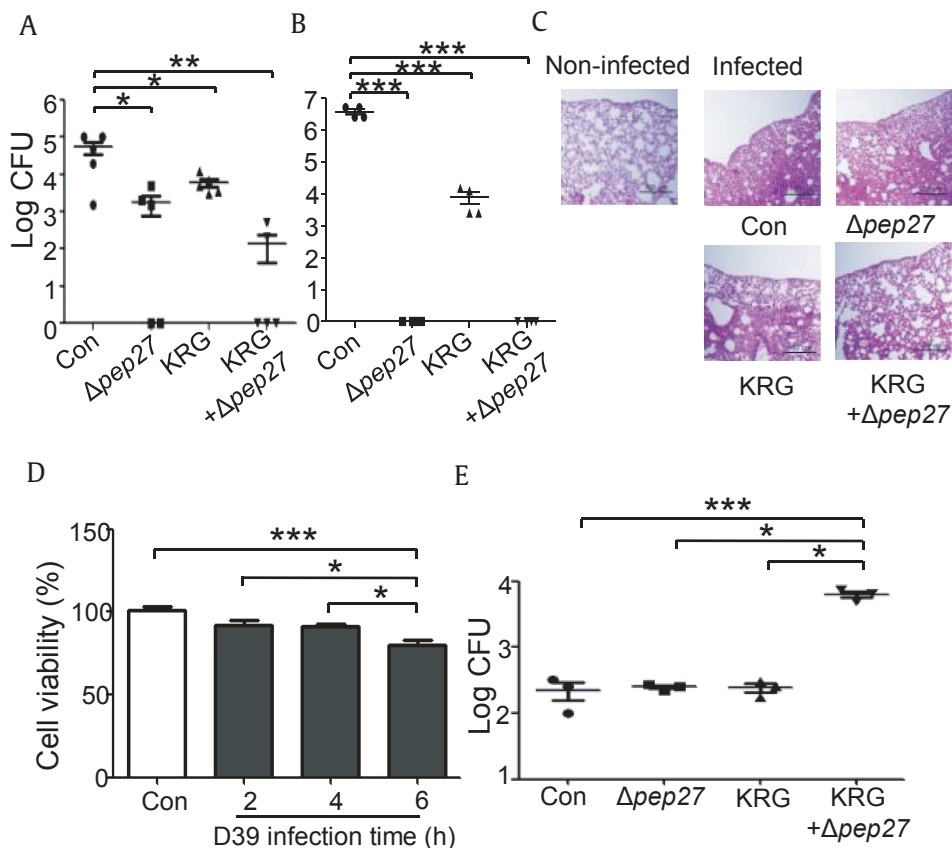 A
**
*
*
6
5
4
3
2
1
0
Log CFU
Con
Δpep27
KRG
KRG
+Δpep27
B
***
***
***
7
6
5
4
3
2
1
0
Con
Δpep27
KRG
KRG
+Δpep27
C
Non-infected
Infected
Con
Δpep27
KRG
KRG
+Δpep27
D
***
*
*
150
100
50
0
Cell viability (%)
Con
2
4
6
D39 infection time (h)
E
***
*
*
4
2
1
Log CFU
Con
Δpep27
KRG
KRG
+Δpep27